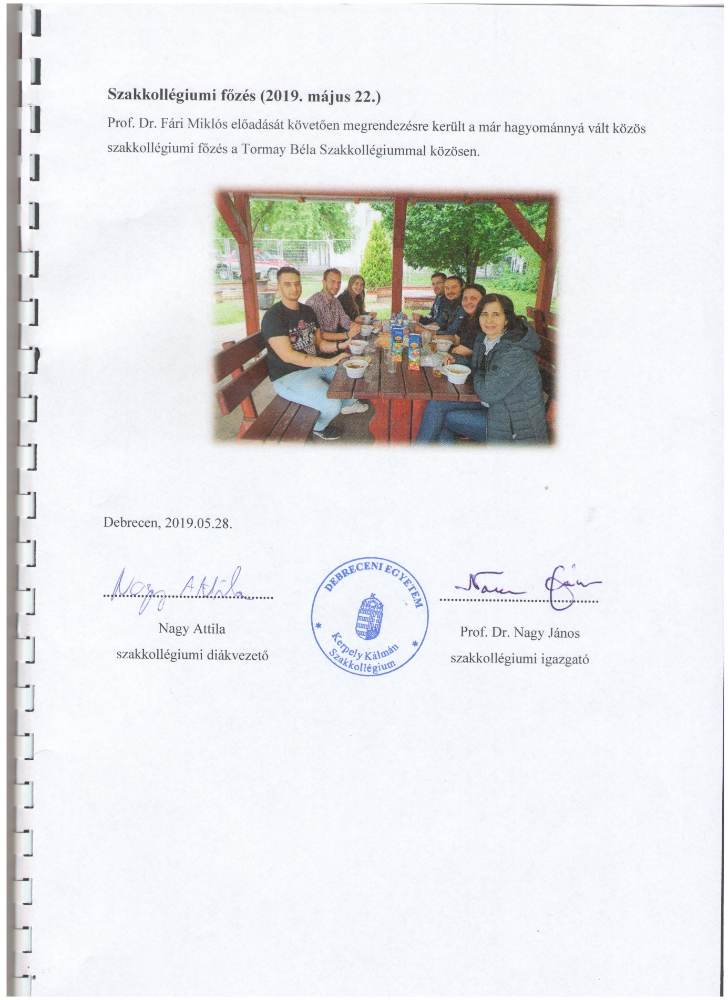 Szakkollégiumi főzés (2019. május 22.)
Prof. Dr. Fári Miklós előadását követően megrendezésre került a már hagyománnyá vált közös
szakkollégiumi főzés a Tormay Béla Szakkollégiummal közösen.
Debrecen, 2019.05.28.
Nagy Attila
Nagy Attila
szakkollégiumi diákvezető
DEBRECENI EGYETEM
* Kerpely Kálmán *
Szakkollégium
Nagy János
Prof. Dr. Nagy János
szakkollégiumi igazgató